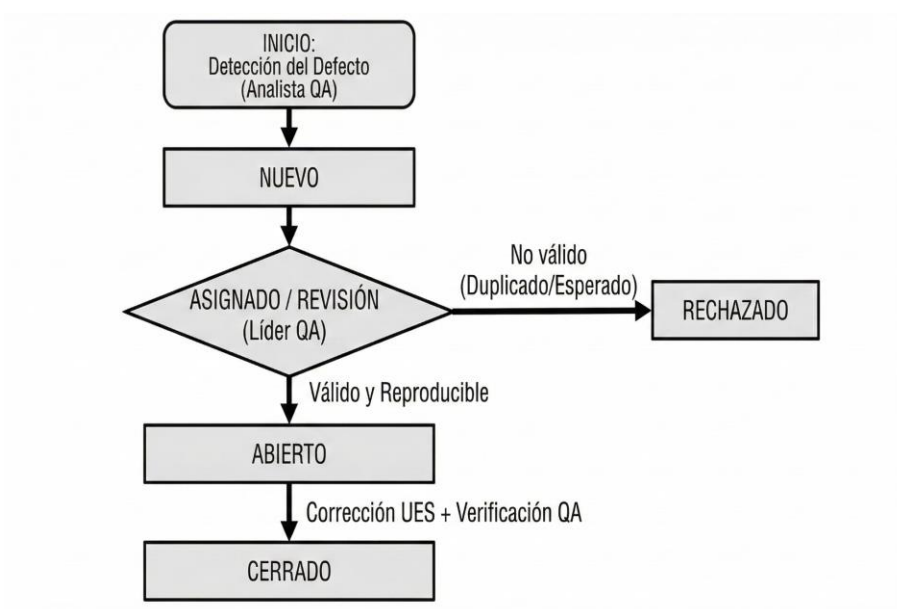 INICIO:
Detección del Defecto
(Analista QA)
NUEVO
ASIGNADO / REVISIÓN
(Líder QA)
No válido
(Duplicado/Esperado)
RECHAZADO
Válido y Reproducible
ABIERTO
Corrección UES + Verificación QA
CERRADO